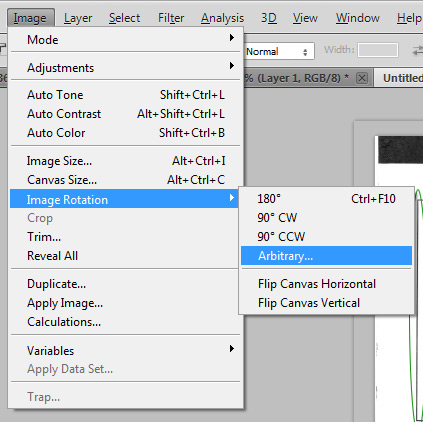 Image Layer Select Filter Analysis 3D View Window Help
Mode
Normal Width:
Adjustments
% (Layer 1, RGB/8) * Untitled
Auto Tone Shift+Ctrl+L
Auto Contrast Alt+Shift+Ctrl+L
Auto Color Shift+Ctrl+B
Image Size... Alt+Ctrl+I
Canvas Size... Alt+Ctrl+C
Image Rotation
Crop
Trim...
Reveal All
Duplicate...
Apply Image...
Calculations...
Variables
Apply Data Set...
Trap...
180° Ctrl+F10
90° CW
90° CCW
Arbitrary...
Flip Canvas Horizontal
Flip Canvas Vertical